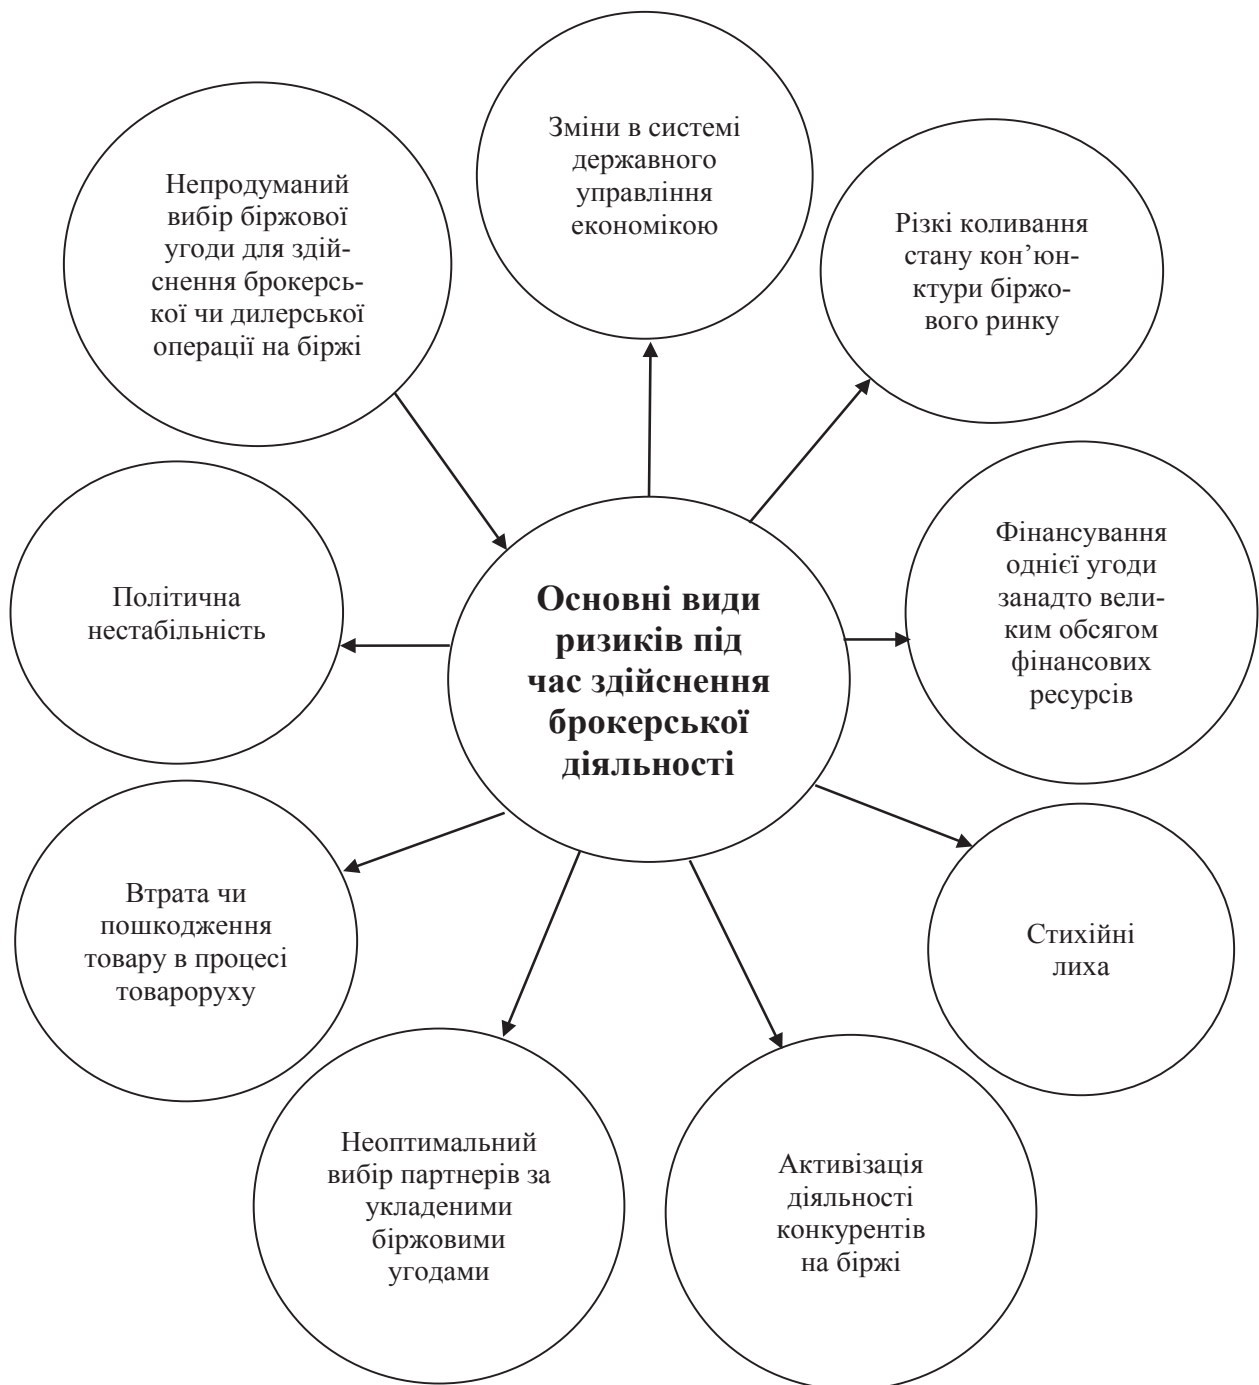 Зміни в системі
державного
управління
економікою
Непродуманий
вибір біржової
угоди для здій-
снення брокерсь-
кої чи дилерської
операції на біржі
Різкі коливання
стану кон’юн-
ктури біржо-
вого ринку
Фінансування
однієї угоди
занадто вели-
ким обсягом
фінансових
ресурсів
Політична
нестабільність
Основні види
ризиків під
час здійснення
брокерської
діяльності
Втрата чи
пошкодження
товару в процесі
товароруху
Стихійні
лиха
Неоптимальний
вибір партнерів за
укладеними
біржовими
угодами
Активізація
діяльності
конкурентів
на біржі